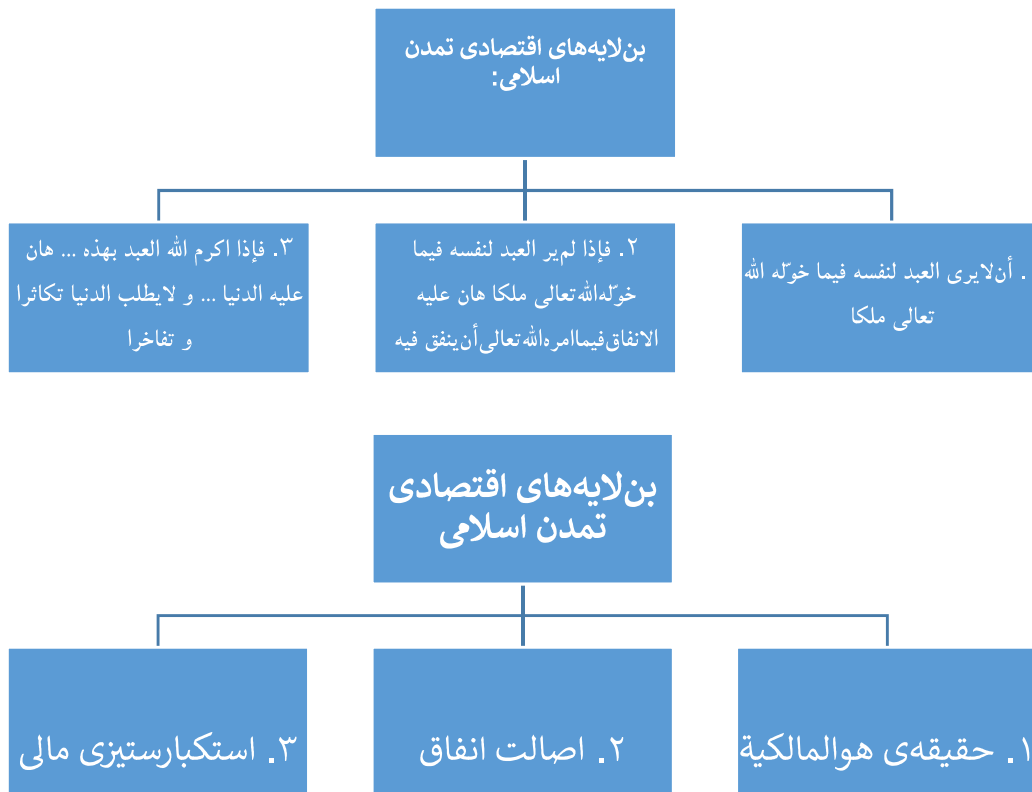 بن‌لایه‌های اقتصادی تمدن
اسلامی:
. أن‌لایری العبد لنفسه فیما خوّله الله
تعالی ملکا
۲. فإذا لم‌یر العبد لنفسه فیما
خوّله‌الله‌تعالی ملکا هان علیه
الانفاق‌فیماامره‌الله‌تعالی‌أن‌ینفق فیه
۳. فإذا اکرم الله العبد بهذه ... هان
علیه الدنیا ... و لایطلب الدنیا تکاثرا
و تفاخرا
بن‌لایه‌های اقتصادی
تمدن اسلامی
۱. حقیقه‌ی هوالمالکیة
۲. اصالت انفاق
۳. استکبارستیزی مالی